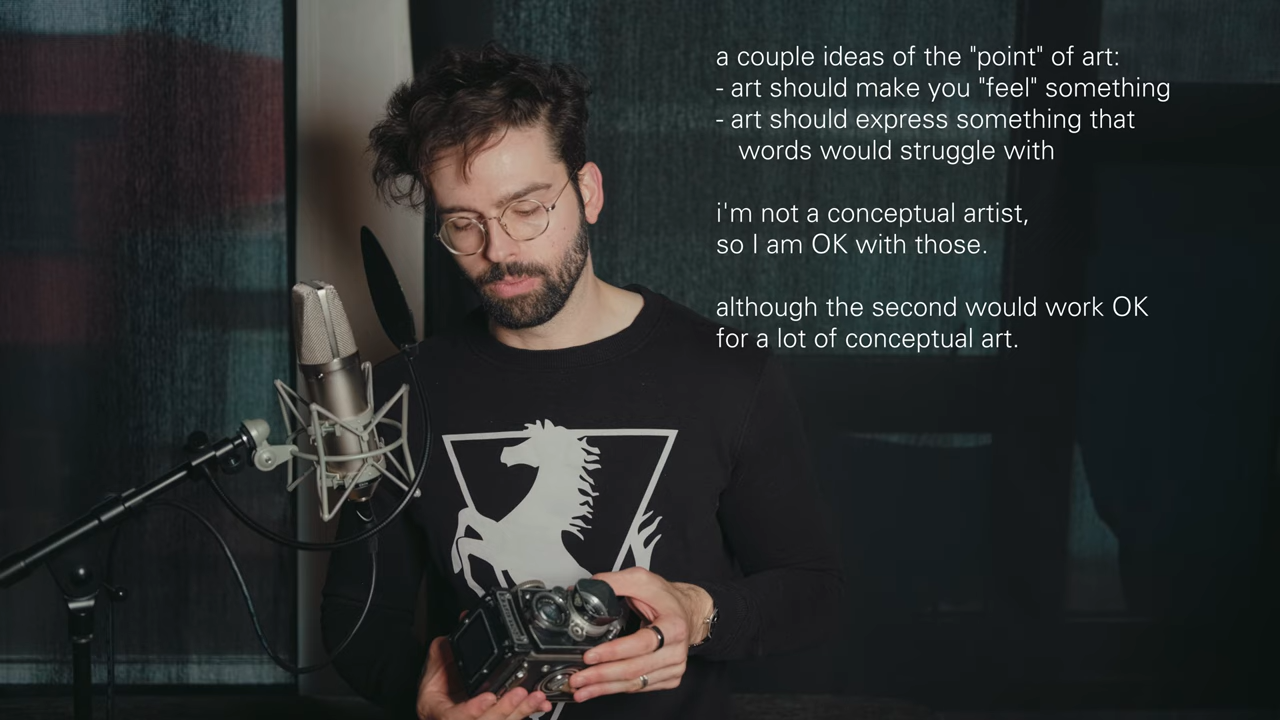 a couple ideas of the "point" of art:
- art should make you "feel" something
- art should express something that
words would struggle with
i'm not a conceptual artist,
so I am OK with those.
although the second would work OK
for a lot of conceptual art.